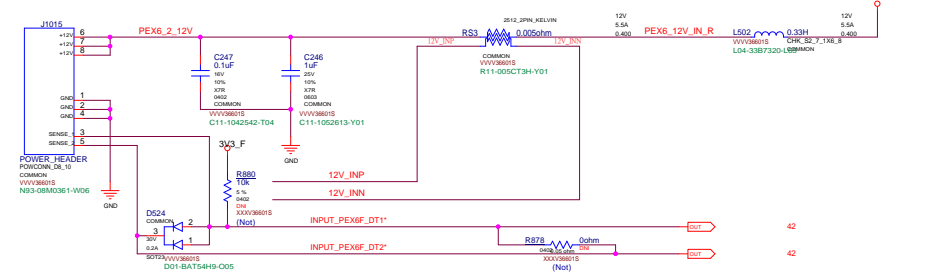 J1015
+12V 6
+12V 7
+12V 8
GND 1
GND 2
GND 4
SENSE_ 3
SENSE_2 5
POWER_HEADER
POWCONN_D8_10
COMMON
VVVV36601S
N93-08M0361-W06
GND
PEX6_2_12V
C247
0.1uF
16V
10%
X7R
0402
COMMON
VVVV36601S
C11-1042542-T04
C246
1uF
25V
10%
X7R
0603
COMMON
VVVV36601S
C11-1052613-Y01
GND
2512_2PIN_KELVIN
RS3
0.005ohm
12V_INP
12V_INN
COMMON
VVVV36601S
R11-005CT3H-Y01
12V
5.5A
0.400
PEX6_12V_IN_R
L502
0.33H
CHK_S2_7_1X6_8
COMMON
VVVV36601S
12V
5.5A
0.400
3V3_F
R880
10k
5 %
0402
DNI
XXXV36601S
(Not)
12V_INP
12V_INN
D524
COMMON
2
1
3
30V
0.2A
SOT23
VVVV36601S
D01-BAT54H9-O05
INPUT_PEX6F_DT1*
INPUT_PEX6F_DT2*
R878
0ohm
DNI
XXXV36601S
(Not)
OUT
42
OUT
42